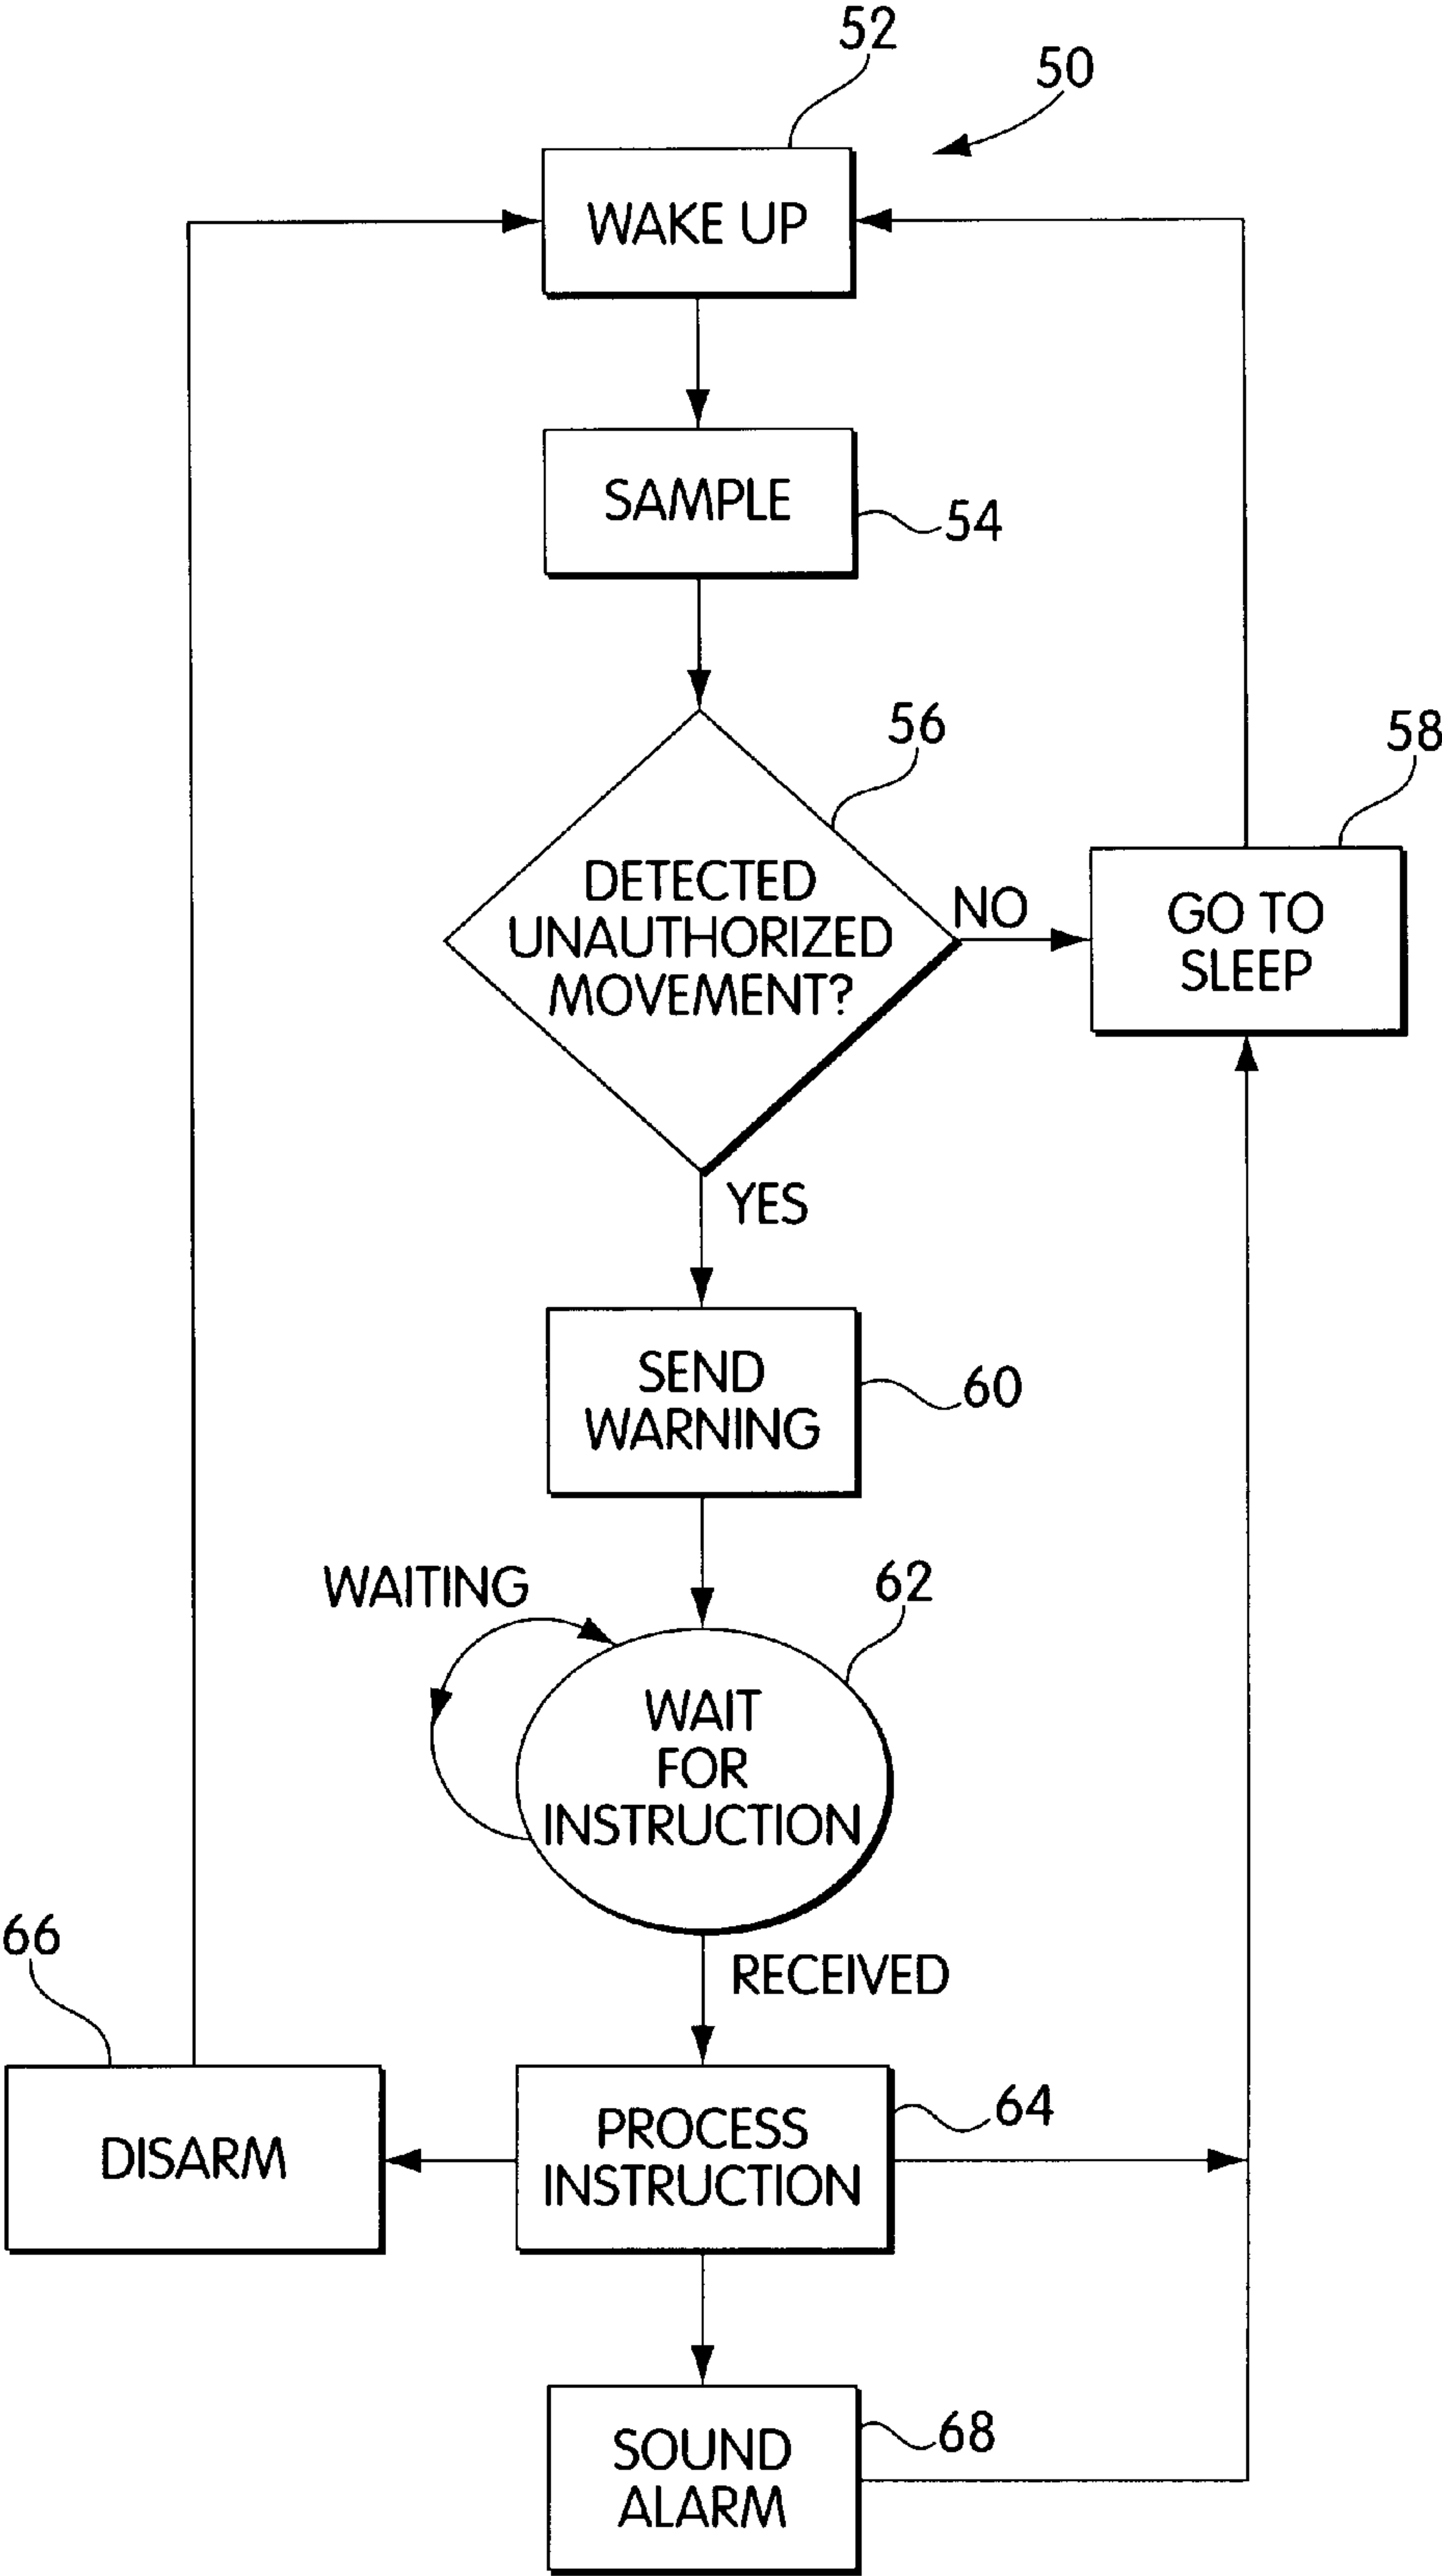 52
50
WAKE UP
SAMPLE
54
56
58
DETECTED
UNAUTHORIZED
MOVEMENT?
NO
GO TO
SLEEP
YES
SEND
WARNING
60
WAITING
62
WAIT
FOR
INSTRUCTION
66
RECEIVED
DISARM
PROCESS
INSTRUCTION
64
SOUND
ALARM
68